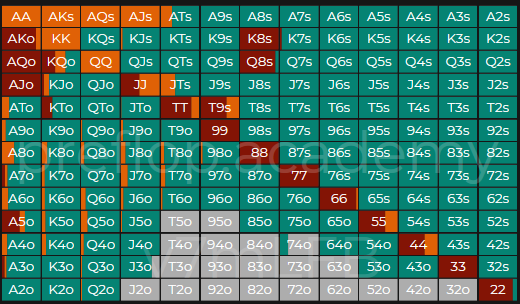 AA AKs AQs AJs ATs A9s A8s A7s A6s A5s A4s A3s A2s
AKo KK KQs KJs KTs K9s K8s K7s K6s K5s K4s K3s K2s
AQo KQo QQ QJs QTs Q9s Q8s Q7s Q6s Q5s Q4s Q3s Q2s
AJo KJo QJo JJ JTs J9s J8s J7s J6s J5s J4s J3s J2s
ATo KTo QTo JTo TT T9s T8s T7s T6s T5s T4s T3s T2s
A9o K9o Q9o J9o T9o 99 98s 97s 96s 95s 94s 93s 92s
A8o K8o Q8o J8o T8o 98o 88 87s 86s 85s 84s 83s 82s
preflop.academy
A7o K7o Q7o J7o T7o 97o 87o 77 76s 75s 74s 73s 72s
A6o K6o Q6o J6o T6o 96o 86o 76o 66 65s 64s 63s 62s
A5o K5o Q5o J5o T5o 95o 85o 75o 65o 55 54s 53s 52s
A4o K4o Q4o J4o T4o 94o 84o 74o 64o 54o 44 43s 42s
A3o K3o Q3o J3o T3o 93o 83o 73o 63o 53o 43o 33 32s
A2o K2o Q2o J2o T2o 92o 82o 72o 62o 52o 42o 32o 22